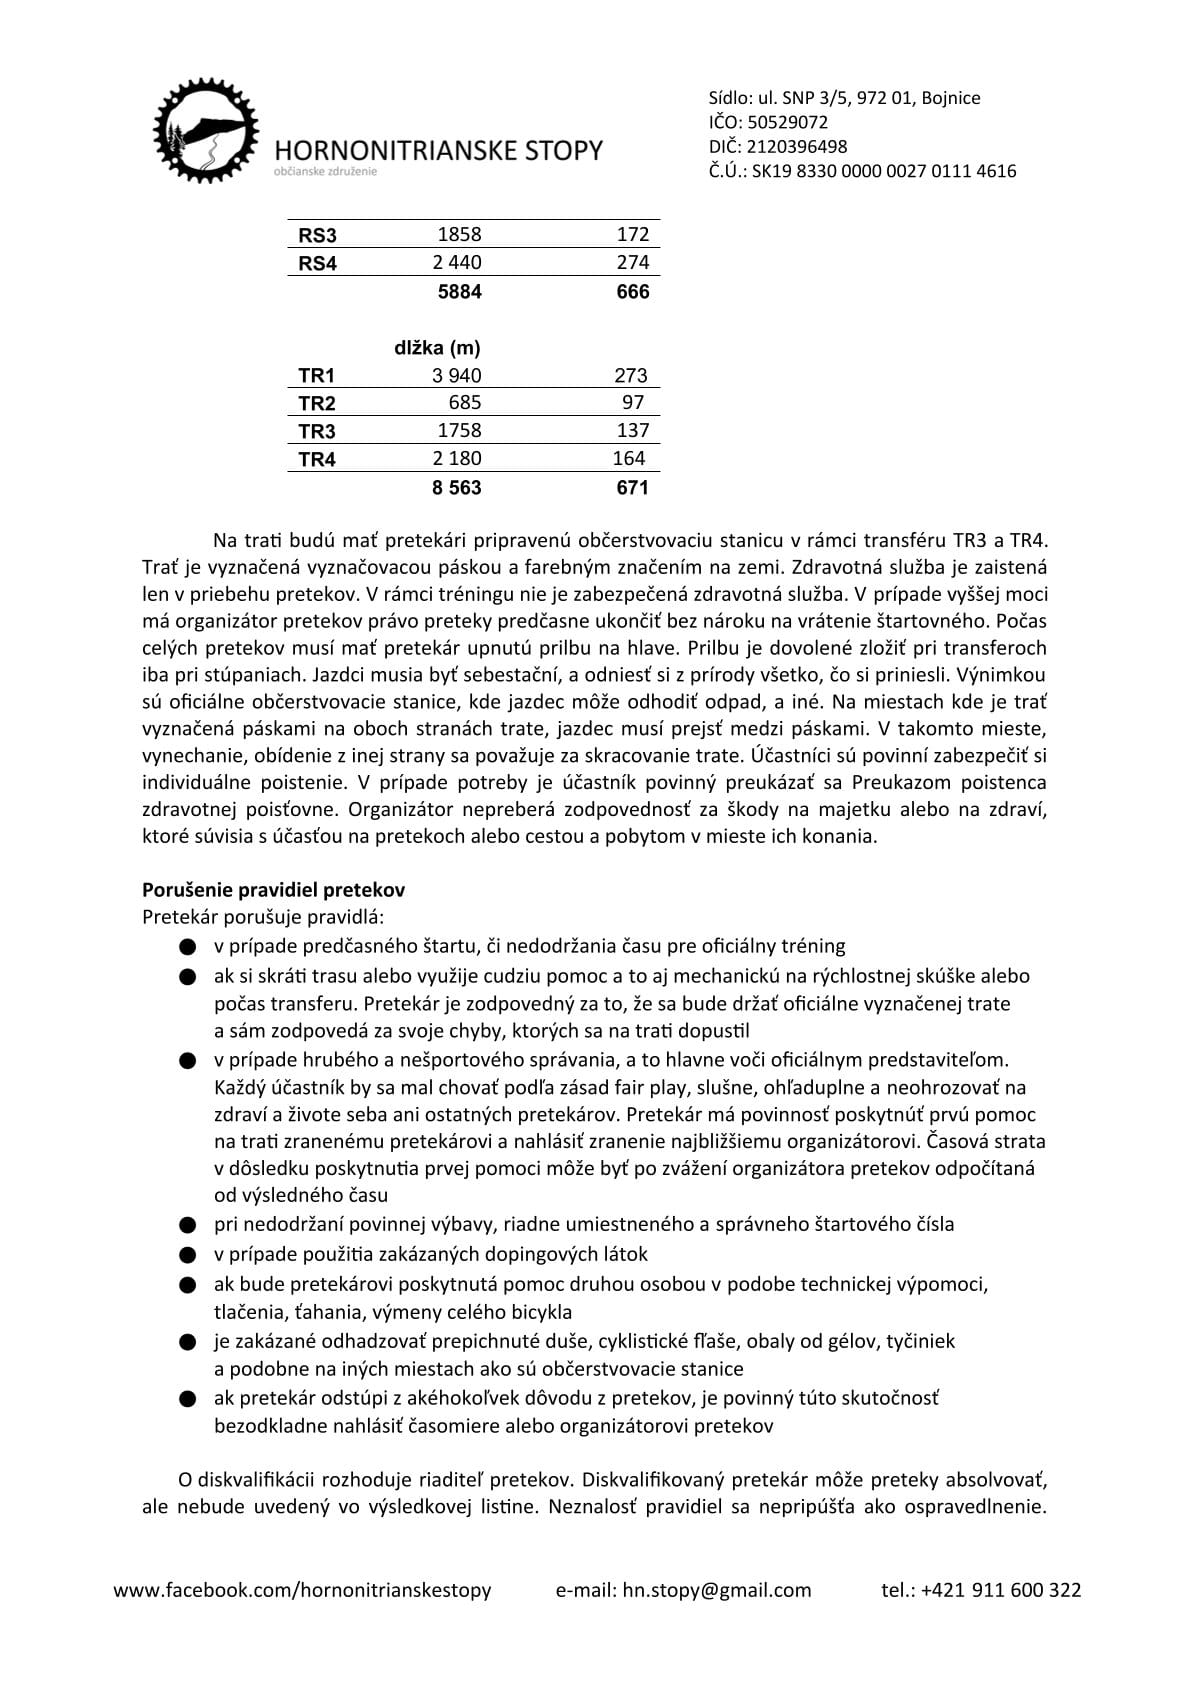 HORNONITRIANSKE STOPY
občianske združenie
Sídlo: ul. SNP 3/5, 972 01, Bojnice
IČO: 50529072
DIČ: 2120396498
Č.Ú.: SK19 8330 0000 0027 0111 4616
RS3 1858 172
RS4 2 440 274
5884 666
dlžka (m)
TR1 3 940 273
TR2 685 97
TR3 1758 137
TR4 2 180 164
8 563 671
Na trati budú mať pretekári pripravenú občerstvovaciu stanicu v rámci transféru TR3 a TR4.
Trať je vyznačená vyznačovacou páskou a farebným značením na zemi. Zdravotná služba je zaistená
len v priebehu pretekov. V rámci tréningu nie je zabezpečená zdravotná služba. V prípade vyššej moci
má organizátor pretekov právo preteky predčasne ukončiť bez nároku na vrátenie štartovného. Počas
celých pretekov musí mať pretekár upnutú prilbu na hlave. Prilbu je dovolené zložiť pri transferoch
iba pri stúpaniach. Jazdci musia byť sebestační, a odniesť si z prírody všetko, čo si priniesli. Výnimkou
sú oficiálne občerstvovacie stanice, kde jazdec môže odhodiť odpad, a iné. Na miestach kde je trať
vyznačená páskami na oboch stranách trate, jazdec musí prejsť medzi páskami. V takomto mieste,
vynechanie, obídenie z inej strany sa považuje za skracovanie trate. Účastníci sú povinní zabezpečiť si
individuálne poistenie. V prípade potreby je účastník povinný preukázať sa Preukazom poistenca
zdravotnej poisťovne. Organizátor nepreberá zodpovednosť za škody na majetku alebo na zdraví,
ktoré súvisia s účasťou na pretekoch alebo cestou a pobytom v mieste ich konania.
Porušenie pravidiel pretekov
Pretekár porušuje pravidlá:
● v prípade predčasného štartu, či nedodržania času pre oficiálny tréning
● ak si skráti trasu alebo využije cudziu pomoc a to aj mechanickú na rýchlostnej skúške alebo
počas transferu. Pretekár je zodpovedný za to, že sa bude držať oficiálne vyznačenej trate
a sám zodpovedá za svoje chyby, ktorých sa na trati dopustil
● v prípade hrubého a nešportového správania, a to hlavne voči oficiálnym predstaviteľom.
Každý účastník by sa mal chovať podľa zásad fair play, slušne, ohľaduplne a neohrozovať na
zdraví a živote seba ani ostatných pretekárov. Pretekár má povinnosť poskytnúť prvú pomoc
na trati zranenému pretekárovi a nahlásiť zranenie najbližšiemu organizátorovi. Časová strata
v dôsledku poskytnutia prvej pomoci môže byť po zvážení organizátora pretekov odpočítaná
od výsledného času
● pri nedodržaní povinnej výbavy, riadne umiestneného a správneho štartového čísla
● v prípade použitia zakázaných dopingových látok
● ak bude pretekárovi poskytnutá pomoc druhou osobou v podobe technickej výpomoci,
tlačenia, ťahania, výmeny celého bicykla
● je zakázané odhadzovať prepichnuté duše, cyklistické fľaše, obaly od gélov, tyčiniek
a podobne na iných miestach ako sú občerstvovacie stanice
● ak pretekár odstúpi z akéhokoľvek dôvodu z pretekov, je povinný túto skutočnosť
bezodkladne nahlásiť časomiere alebo organizátorovi pretekov
O diskvalifikácii rozhoduje riaditeľ pretekov. Diskvalifikovaný pretekár môže preteky absolvovať,
ale nebude uvedený vo výsledkovej listine. Neznalosť pravidiel sa nepripúšťa ako ospravedlnenie.
www.facebook.com/hornonitrianskestopy e-mail: hn.stopy@gmail.com tel.: +421 911 600 322